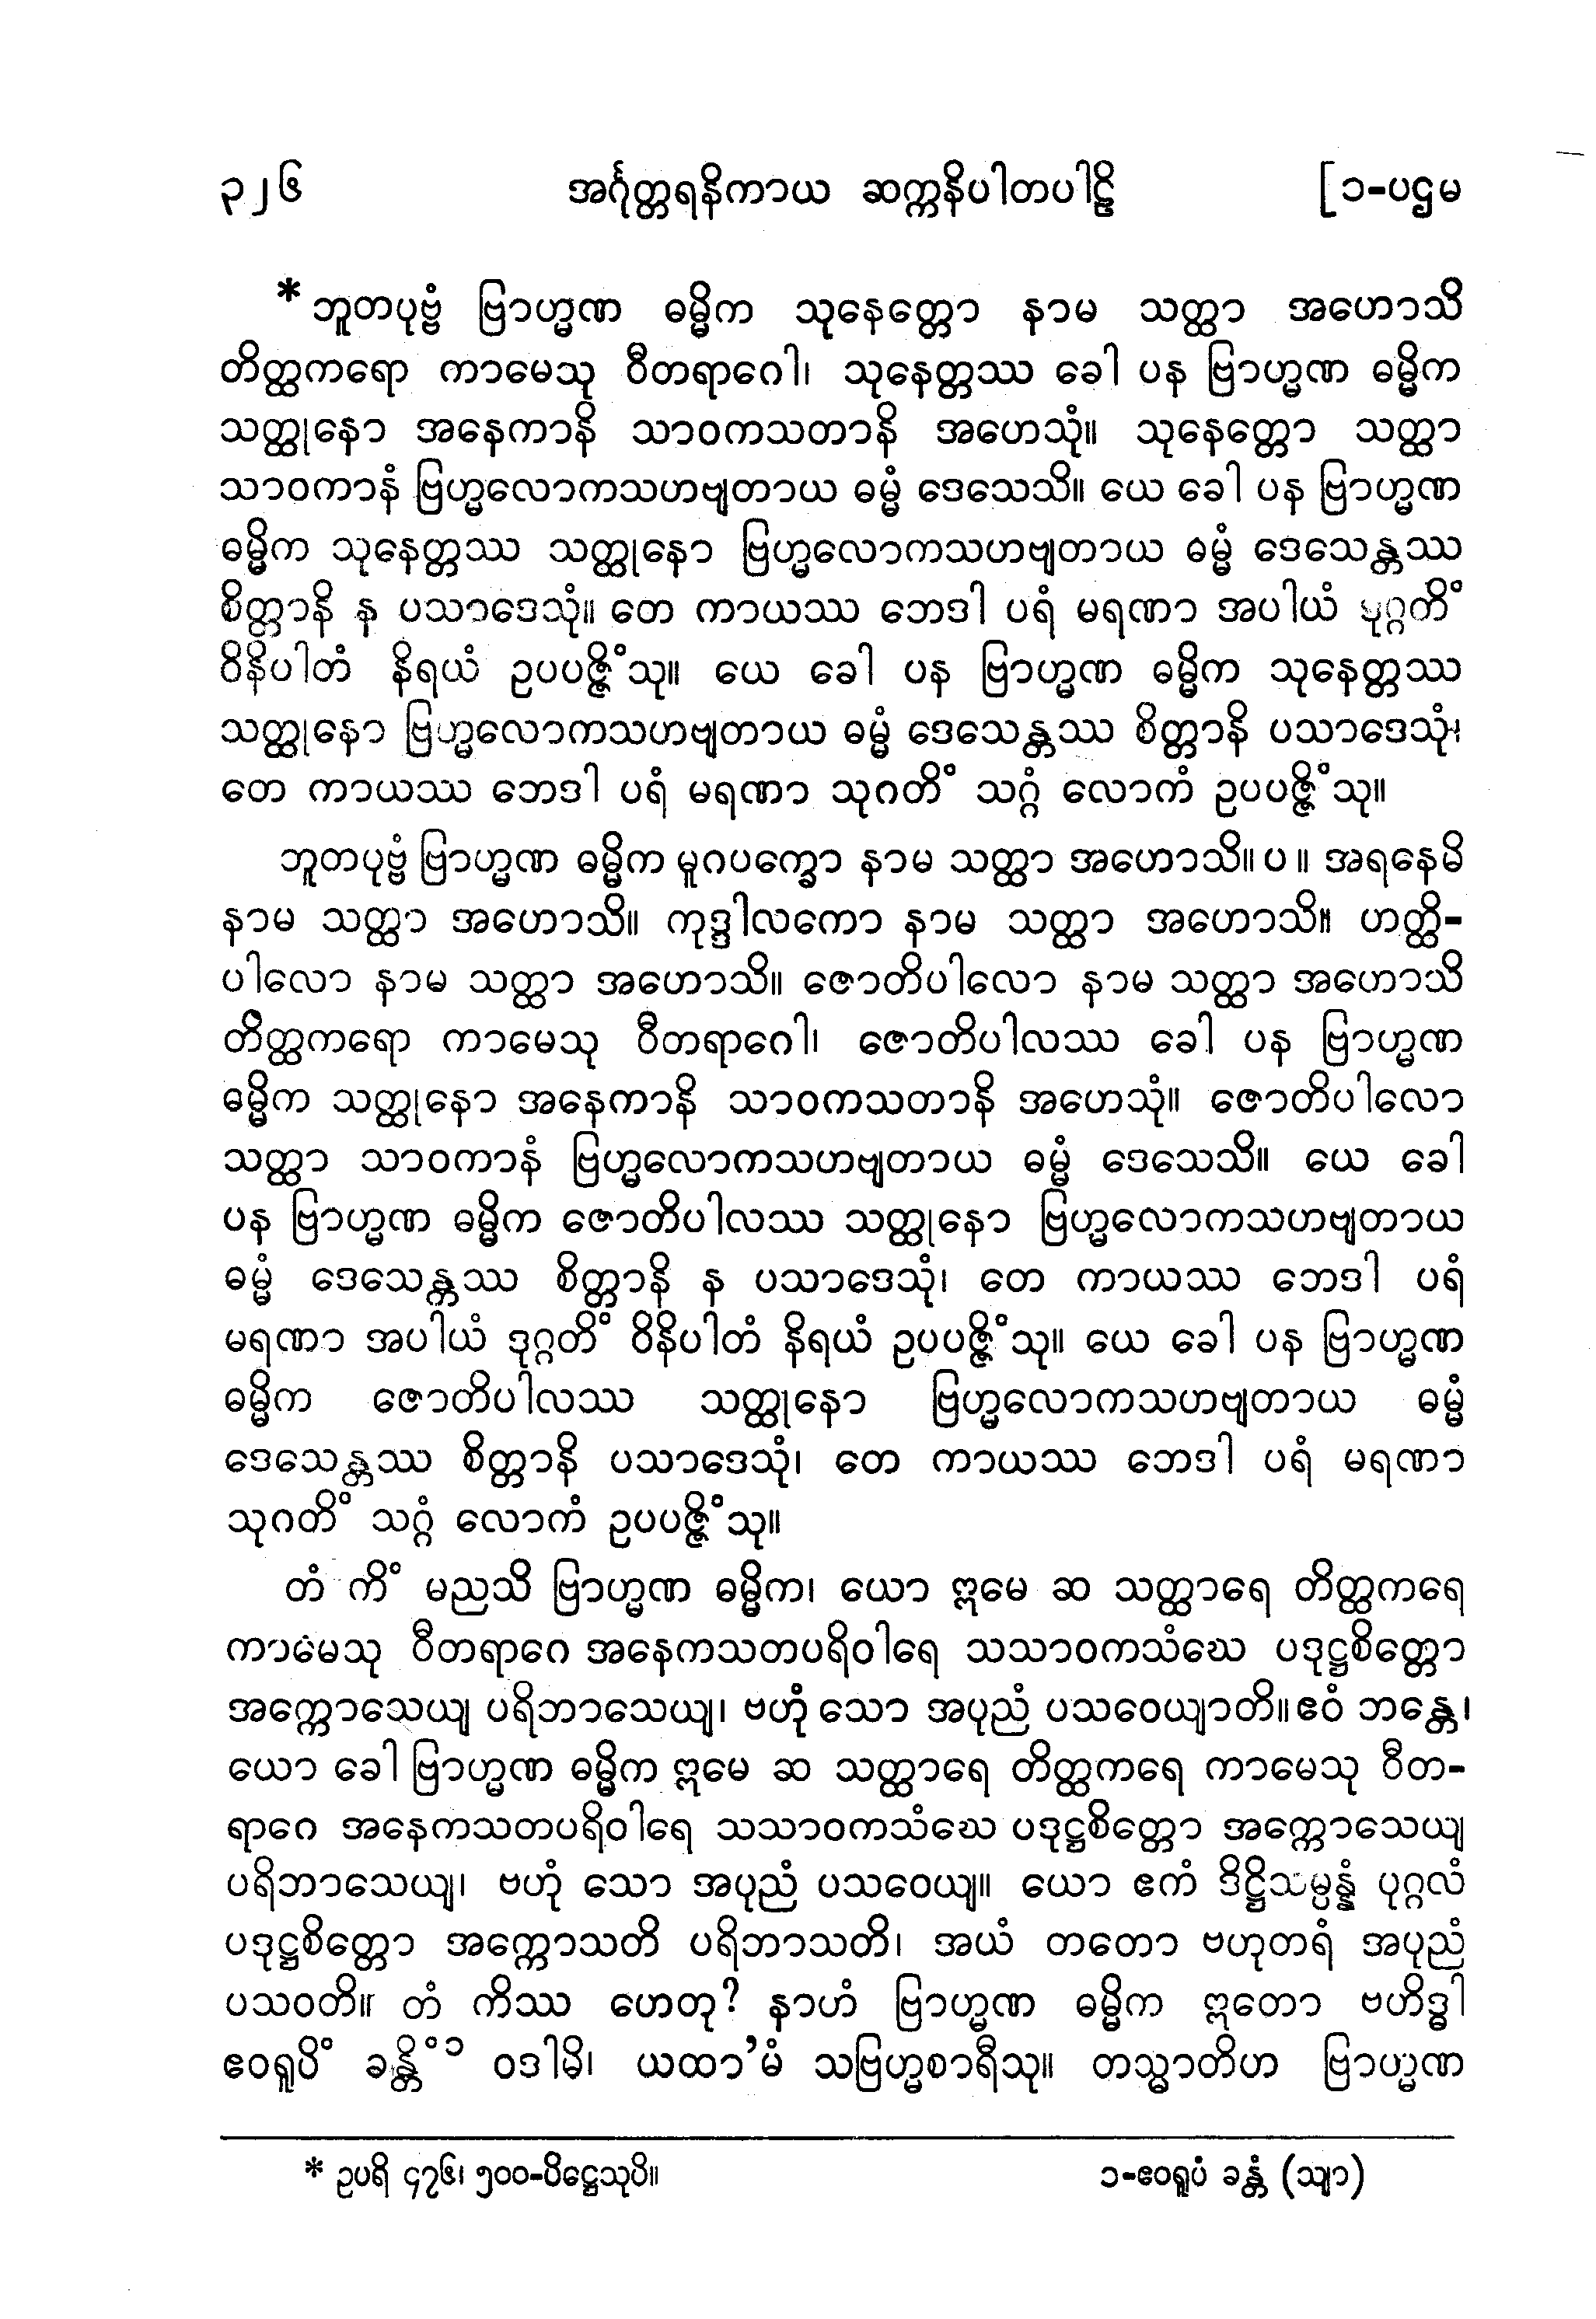 ၃၂၆ အင်္ဂုတ္တရနိကာယ ဆက္ကနိပါတပါဠိ [၁-ပဌမ
* ဘူတပုဗ္ဗံ ဗြာဟ္မဏ ဓမ္မိက သုနေတ္တော နာမ သတ္ထာ အဟောသိ
တိတ္ထကရော ကာမေသု ဝီတရာဂေါ၊ သုနေတ္တဿ ခေါ ပန ဗြာဟ္မဏ ဓမ္မိက
သတ္ထုနော အနေကာနိ သာဝကသတာနိ အဟေသုံ။ သုနေတ္တော သတ္ထာ
သာဝကာနံ ဗြဟ္မလောကသဟဗျတာယ ဓမ္မံ ဒေသေသိ။ ယေ ခေါ ပန ဗြာဟ္မဏ
ဓမ္မိက သုနေတ္တဿ သတ္ထုနော ဗြဟ္မလောကသဟဗျတာယ ဓမ္မံ ဒေသေန္တဿ
စိတ္တာနိ န ပသာဒေသုံ။ တေ ကာယဿ ဘေဒါ ပရံ မရဏာ အပါယံ ဒုဂ္ဂတိံ
ဝိနိပါတံ နိရယံ ဥပပဇ္ဇိံသု။ ယေ ခေါ ပန ဗြာဟ္မဏ ဓမ္မိက သုနေတ္တဿ
သတ္ထုနော ဗြဟ္မလောကသဟဗျတာယ ဓမ္မံ ဒေသေန္တဿ စိတ္တာနိ ပသာဒေသုံ၊
တေ ကာယဿ ဘေဒါ ပရံ မရဏာ သုဂတိံ သဂ္ဂံ လောကံ ဥပပဇ္ဇိံသု။
ဘူတပုဗ္ဗံ ဗြာဟ္မဏ ဓမ္မိက မူဂပက္ခော နာမ သတ္ထာ အဟောသိ။ ပ ။ အရနေမိ
နာမ သတ္ထာ အဟောသိ။ ကုဒ္ဒါလကော နာမ သတ္ထာ အဟောသိ။ ဟတ္ထိ-
ပါလော နာမ သတ္ထာ အဟောသိ။ ဇောတိပါလော နာမ သတ္ထာ အဟောသိ
တိတ္ထကရော ကာမေသု ဝီတရာဂေါ၊ ဇောတိပါလဿ ခေါ ပန ဗြာဟ္မဏ
ဓမ္မိက သတ္ထုနော အနေကာနိ သာဝကသတာနိ အဟေသုံ။ ဇောတိပါလော
သတ္ထာ သာဝကာနံ ဗြဟ္မလောကသဟဗျတာယ ဓမ္မံ ဒေသေသိ။ ယေ ခေါ
ပန ဗြာဟ္မဏ ဓမ္မိက ဇောတိပါလဿ သတ္ထုနော ဗြဟ္မလောကသဟဗျတာယ
ဓမ္မံ ဒေသေန္တဿ စိတ္တာနိ န ပသာဒေသုံ၊ တေ ကာယဿ ဘေဒါ ပရံ
မရဏာ အပါယံ ဒုဂ္ဂတိံ ဝိနိပါတံ နိရယံ ဥပပဇ္ဇိံသု။ ယေ ခေါ ပန ဗြာဟ္မဏ
ဓမ္မိက ဇောတိပါလဿ သတ္ထုနော ဗြဟ္မလောကသဟဗျတာယ ဓမ္မံ
ဒေသေန္တဿ စိတ္တာနိ ပသာဒေသုံ၊ တေ ကာယဿ ဘေဒါ ပရံ မရဏာ
သုဂတိံ သဂ္ဂံ လောကံ ဥပပဇ္ဇိံသု။
တံ ကိံ မညသိ ဗြာဟ္မဏ ဓမ္မိက၊ ယော ဣမေ ဆ သတ္ထာရေ တိတ္ထကရေ
ကာမေသု ဝီတရာဂေ အနေကသတပရိဝါရေ သသာဝကသံဃေ ပဒုဋ္ဌစိတ္တော
အက္ကောသေယျ ပရိဘာသေယျ၊ ဗဟုံ သော အပုညံ ပသဝေယျာတိ။ ဧဝံ ဘန္တေ၊
ယော ခေါ ဗြာဟ္မဏ ဓမ္မိက ဣမေ ဆ သတ္ထာရေ တိတ္ထကရေ ကာမေသု ဝီတ-
ရာဂေ အနေကသတပရိဝါရေ သသာဝကသံဃေ ပဒုဋ္ဌစိတ္တော အက္ကောသေယျ
ပရိဘာသေယျ၊ ဗဟုံ သော အပုညံ ပသဝေယျ။ ယော ဧကံ ဒိဋ္ဌိသမ္ပန္နံ ပုဂ္ဂလံ
ပဒုဋ္ဌစိတ္တော အက္ကောသတိ ပရိဘာသတိ၊ အယံ တတော ဗဟုတရံ အပုညံ
ပသဝတိ။ တံ ကိဿ ဟေတု? နာဟံ ဗြာဟ္မဏ ဓမ္မိက ဣတော ဗဟိဒ္ဓါ
ဧဝရူပိံ ခန္တိံ၁ ဝဒါမိ၊ ယထာ’မံ သဗြဟ္မစာရီသု။ တသ္မာတိဟ ဗြာဟ္မဏ
* ဥပရိ ၄၇၆၊ ၅၀၀-ပိဋ္ဌေသုပိ။ ၁-ဧဝရူပံ ခန္တံ (သျာ)